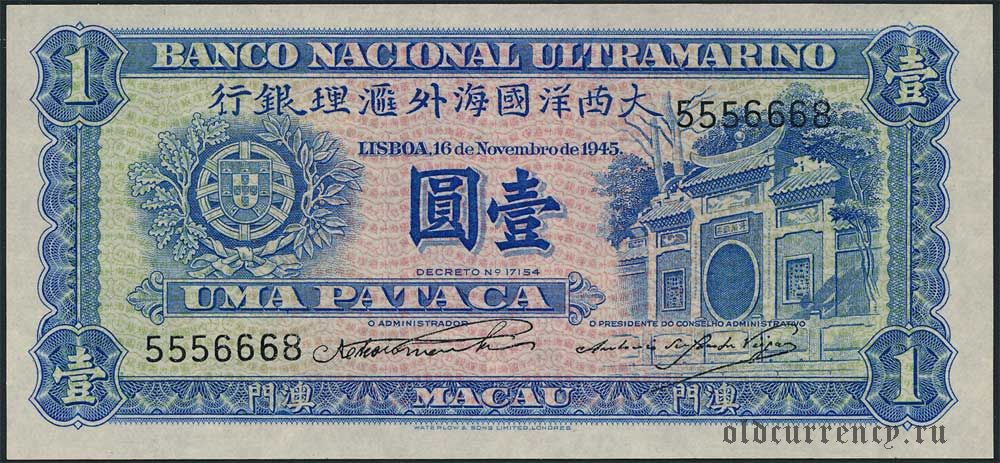 1 BANCO NACIONAL ULTRAMARINO 壹
行銀理滙外海國洋西大
5556668
LISBOA, 16 de Novembro de 1945.
圓壹
DECRETO Nº 17154
UMA PATACA
O ADMINISTRADOR O PRESIDENTE DO CONSELHO ADMINISTRATIVO
5556668
壹 門澳 MACAU 門澳 1
WATERLOW & SONS LIMITED, LONDRES.
oldcurrency.ru